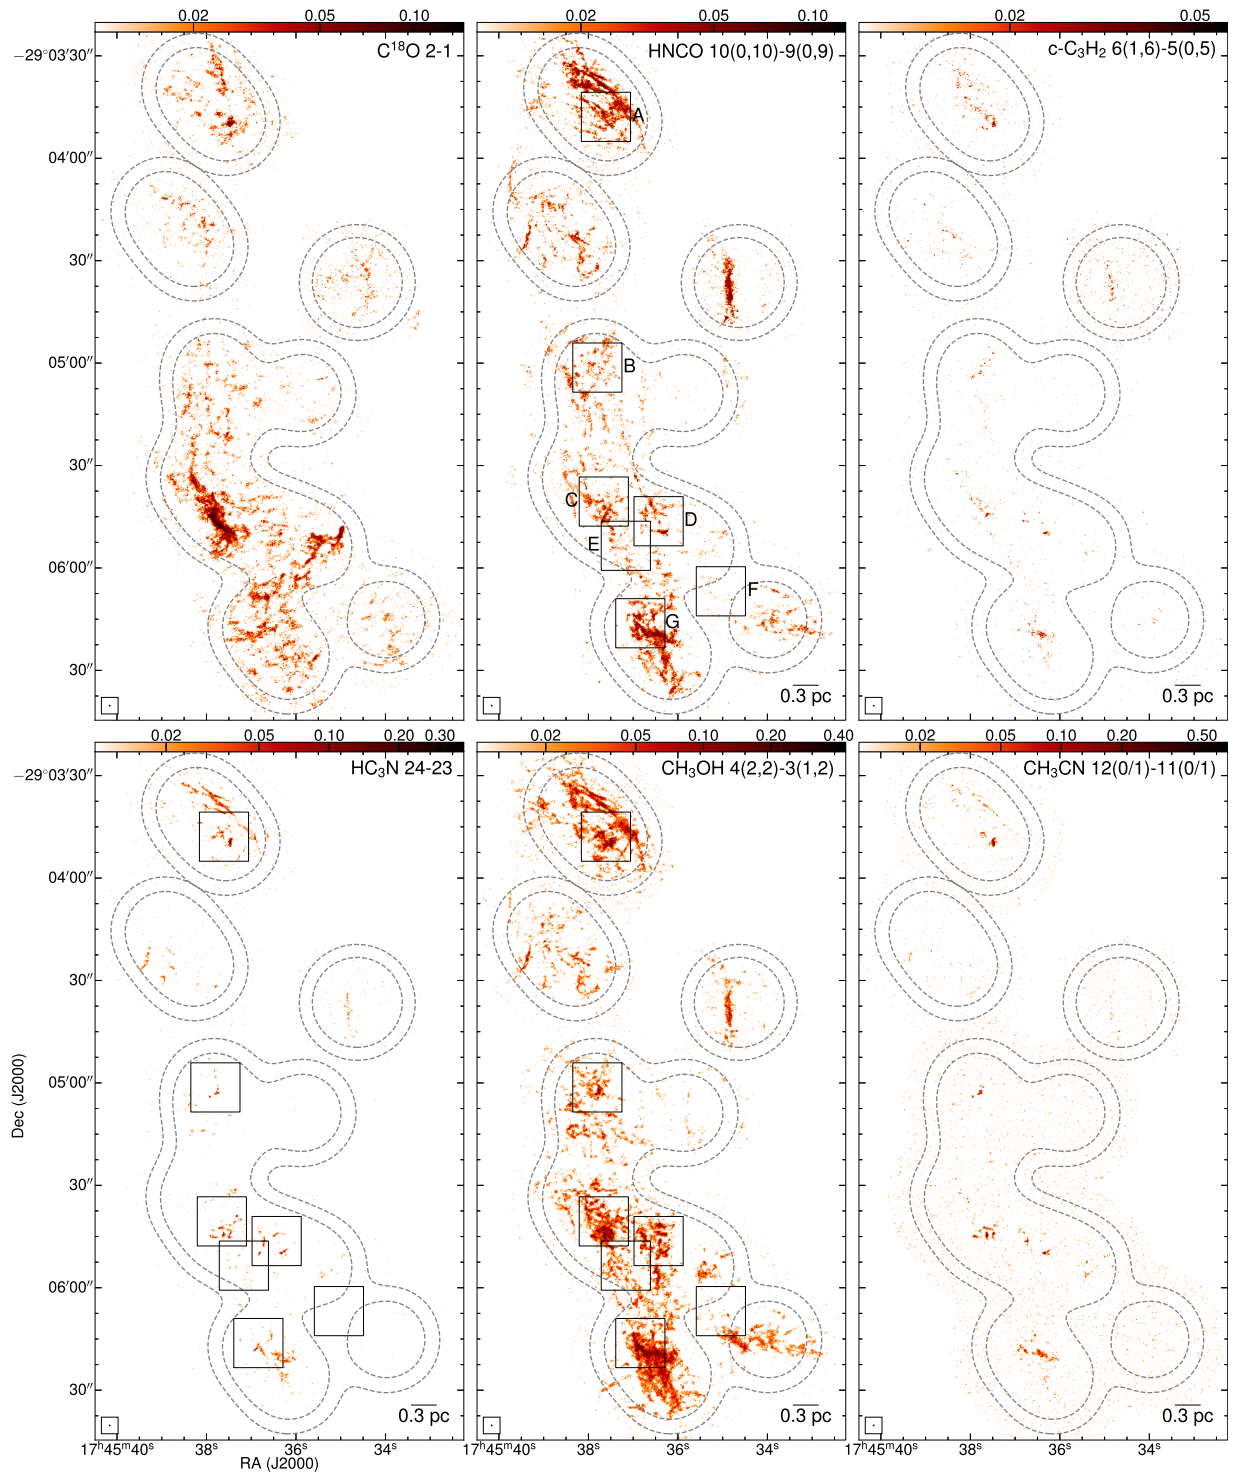 0.02 0.05 0.10
0.02 0.05 0.10
0.02 0.05
C¹⁸O 2-1
HNCO 10(0,10)-9(0,9)
c-C₃H₂ 6(1,6)-5(0,5)
−29°03′30″
04′00″
30″
05′00″
30″
06′00″
30″
A
B
C
D
E
F
G
0.3 pc
0.3 pc
0.02 0.05 0.10 0.20 0.30
0.02 0.05 0.10 0.20 0.40
0.02 0.05 0.10 0.20 0.50
HC₃N 24-23
CH₃OH 4(2,2)-3(1,2)
CH₃CN 12(0/1)-11(0/1)
−29°03′30″
04′00″
30″
05′00″
30″
06′00″
30″
Dec (J2000)
0.3 pc
0.3 pc
0.3 pc
17ʰ45ᵐ40ˢ 38ˢ 36ˢ 34ˢ
17ʰ45ᵐ40ˢ 38ˢ 36ˢ 34ˢ
17ʰ45ᵐ40ˢ 38ˢ 36ˢ 34ˢ
RA (J2000)